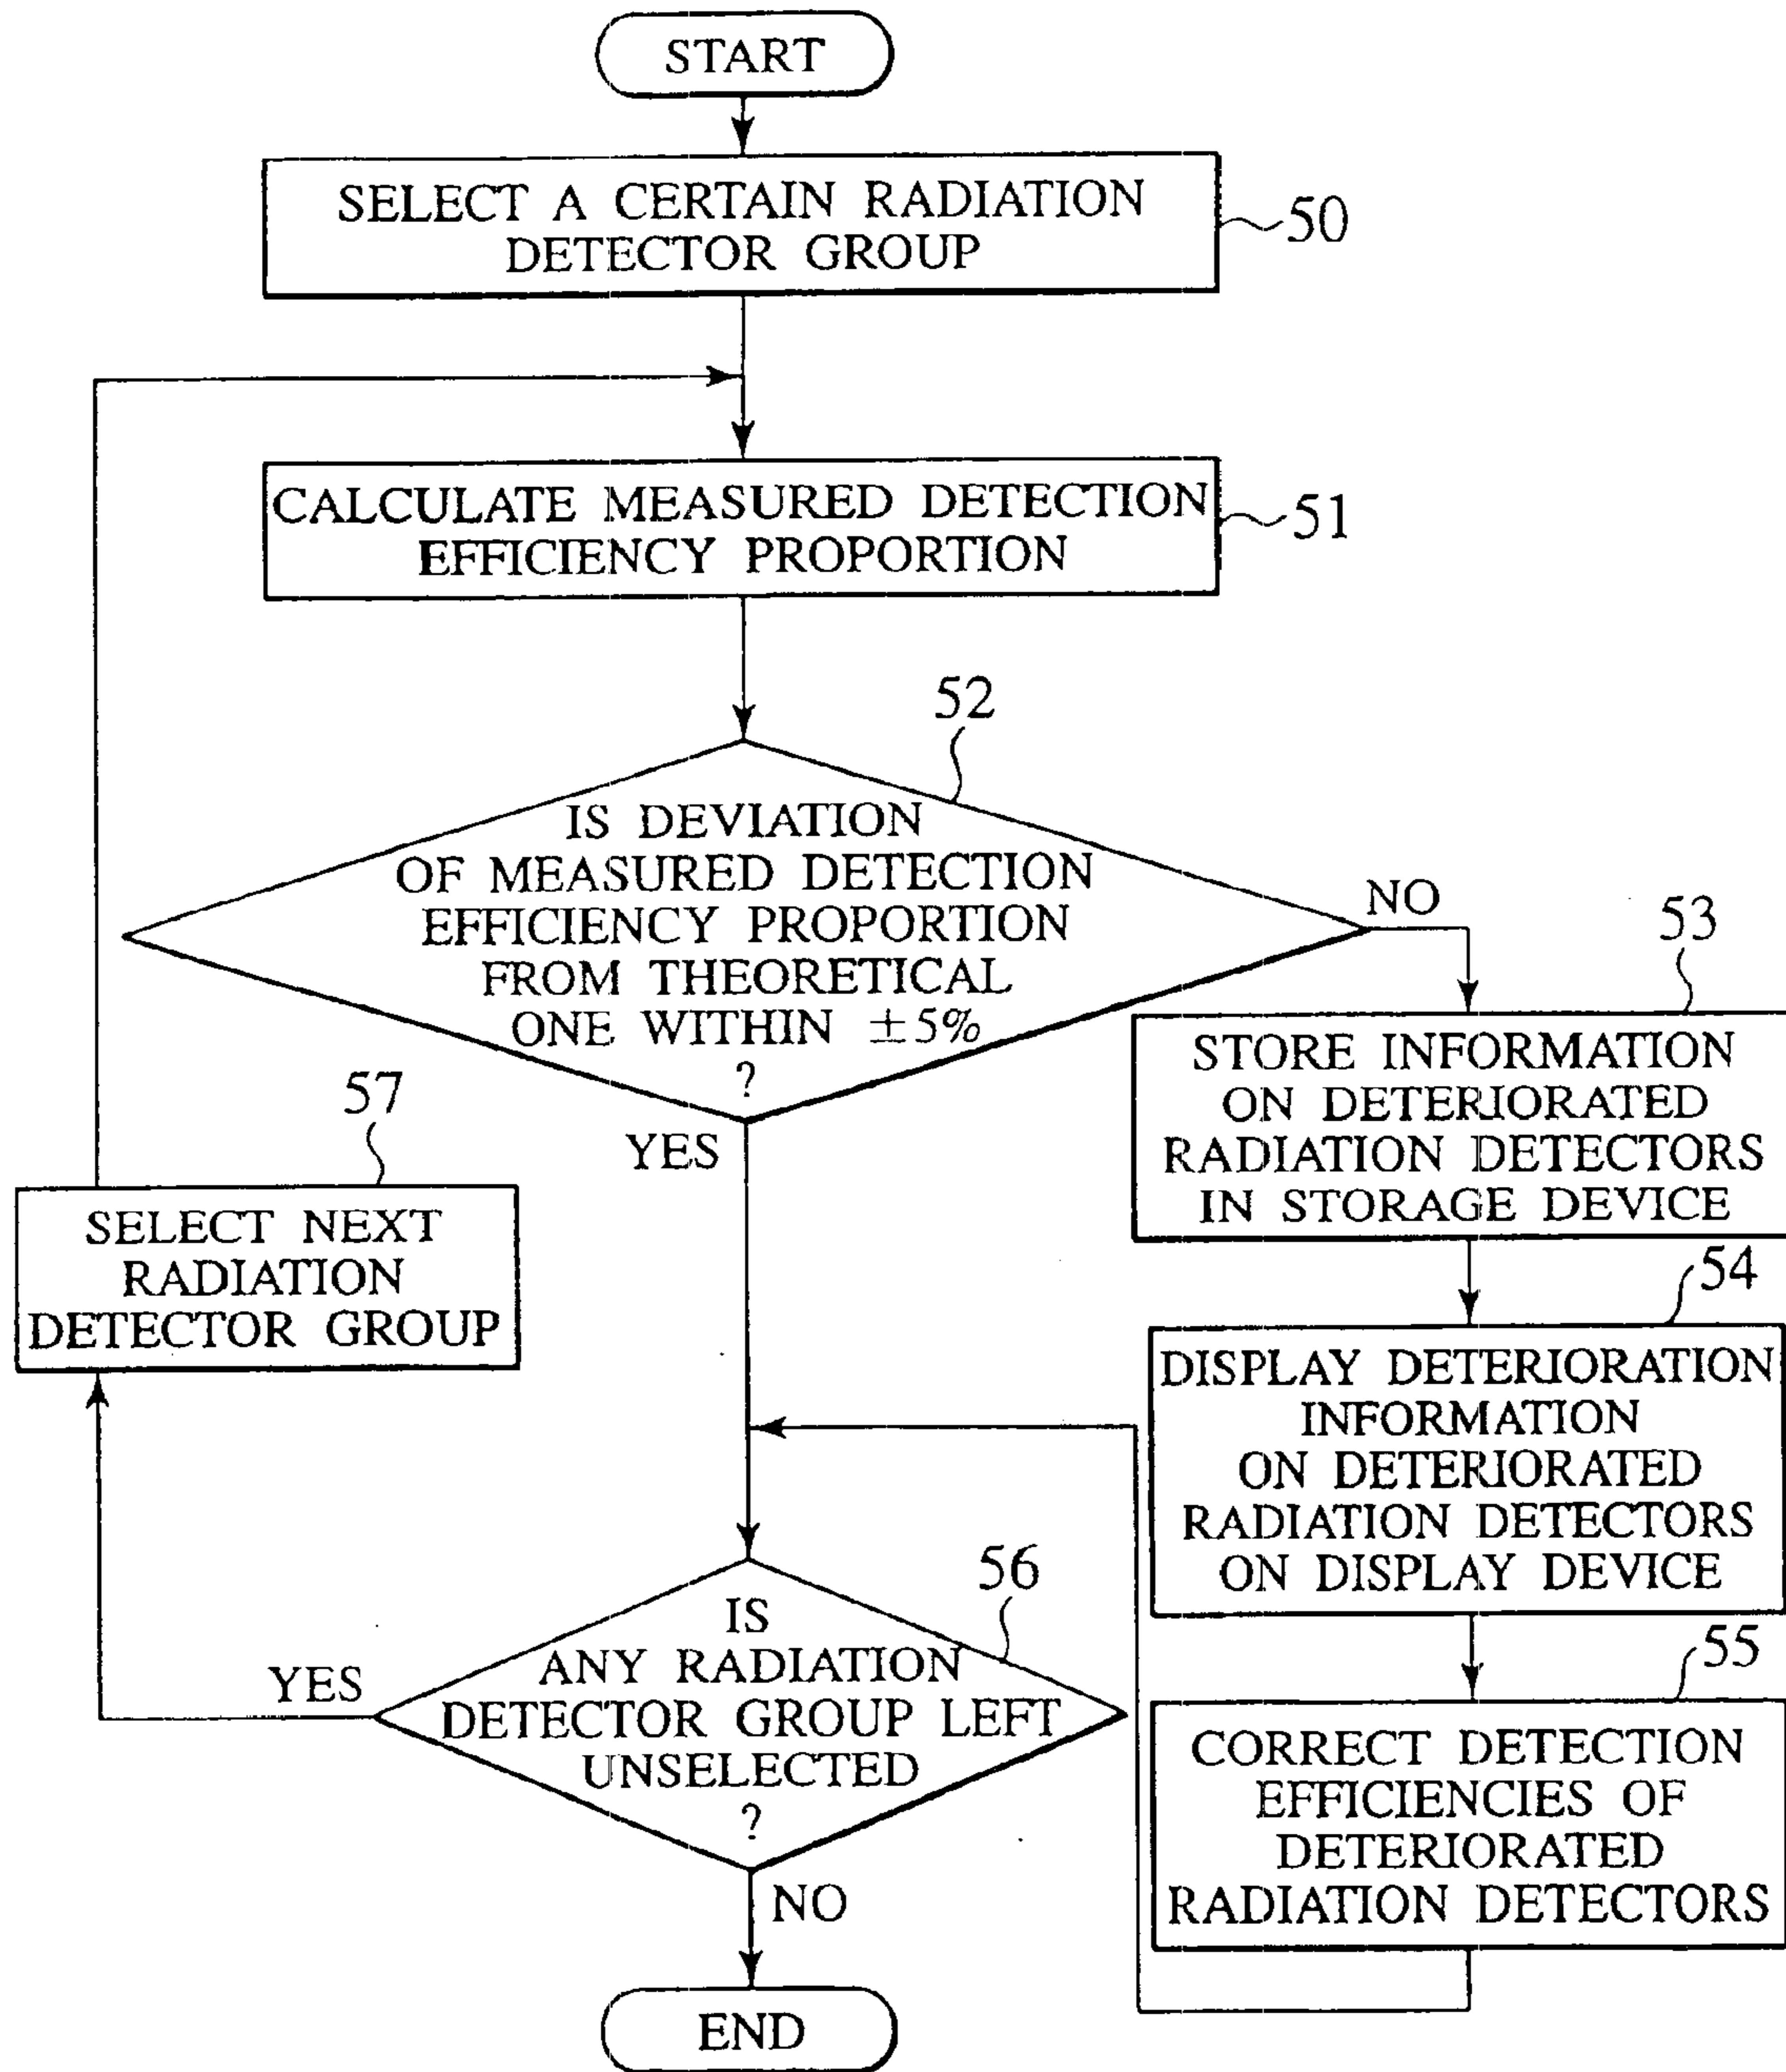 START
SELECT A CERTAIN RADIATION
DETECTOR GROUP
50
CALCULATE MEASURED DETECTION
EFFICIENCY PROPORTION
51
52
IS DEVIATION
OF MEASURED DETECTION
EFFICIENCY PROPORTION
FROM THEORETICAL
ONE WITHIN ±5%
?
NO
YES
53
STORE INFORMATION
ON DETERIORATED
RADIATION DETECTORS
IN STORAGE DEVICE
57
SELECT NEXT
RADIATION
DETECTOR GROUP
54
DISPLAY DETERIORATION
INFORMATION
ON DETERIORATED
RADIATION DETECTORS
ON DISPLAY DEVICE
56
IS
ANY RADIATION
DETECTOR GROUP LEFT
UNSELECTED
?
YES
NO
55
CORRECT DETECTION
EFFICIENCIES OF
DETERIORATED
RADIATION DETECTORS
END